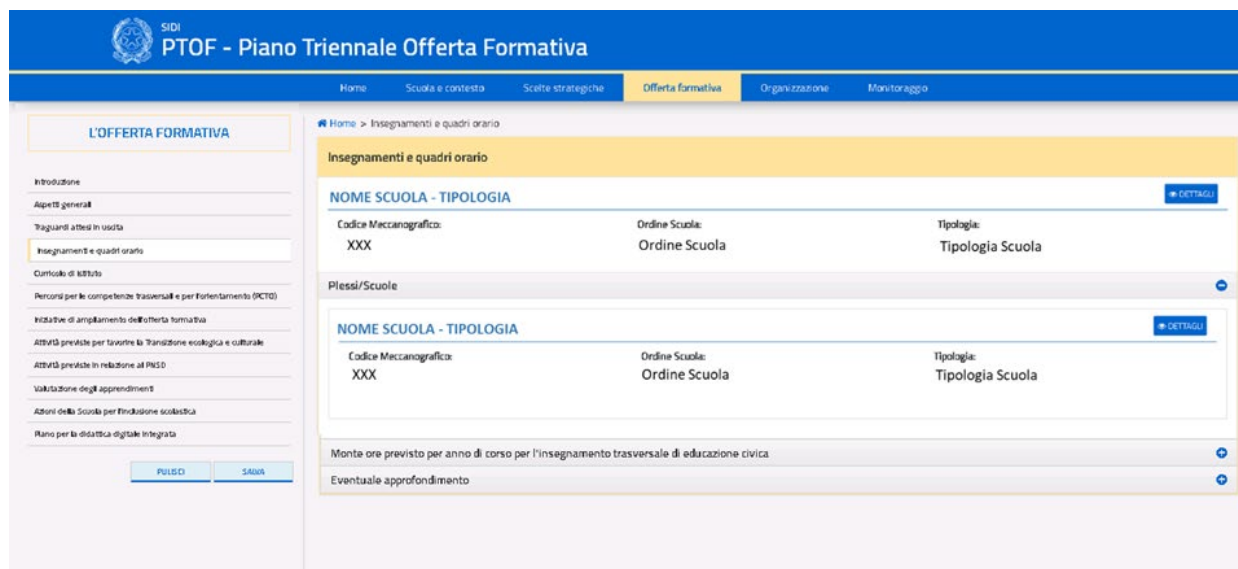 SIDI
PTOF - Piano Triennale Offerta Formativa
Home Scuola e contesto Scelte strategiche Offerta formativa Organizzazione Monitoraggio
L'OFFERTA FORMATIVA
Introduzione
Aspetti generali
Traguardi attesi in uscita
Insegnamenti e quadri orario
Curricolo di Istituto
Percorsi per le competenze trasversali e per l'orientamento (PCTO)
Iniziative di ampliamento dell'offerta formativa
Attività previste per favorire la Transizione ecologica e culturale
Attività previste in relazione al PNSD
Valutazione degli apprendimenti
Azioni della Scuola per l'inclusione scolastica
Piano per la didattica digitale integrata
PULISCI SALVA
Home > Insegnamenti e quadri orario
Insegnamenti e quadri orario
NOME SCUOLA - TIPOLOGIA DETTAGLI
Codice Meccanografico: Ordine Scuola: Tipologia:
XXX Ordine Scuola Tipologia Scuola
Plessi/Scuole
NOME SCUOLA - TIPOLOGIA DETTAGLI
Codice Meccanografico: Ordine Scuola: Tipologia:
XXX Ordine Scuola Tipologia Scuola
Monte ore previsto per anno di corso per l'insegnamento trasversale di educazione civica
Eventuale approfondimento